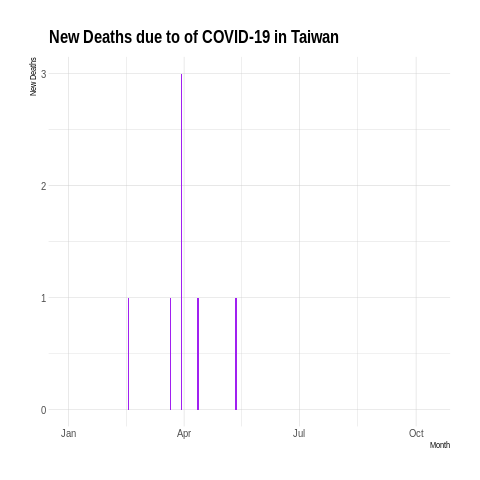 New Deaths due to of COVID-19 in Taiwan
New Deaths
3
2
1
0
Jan Apr Jul Oct
Month